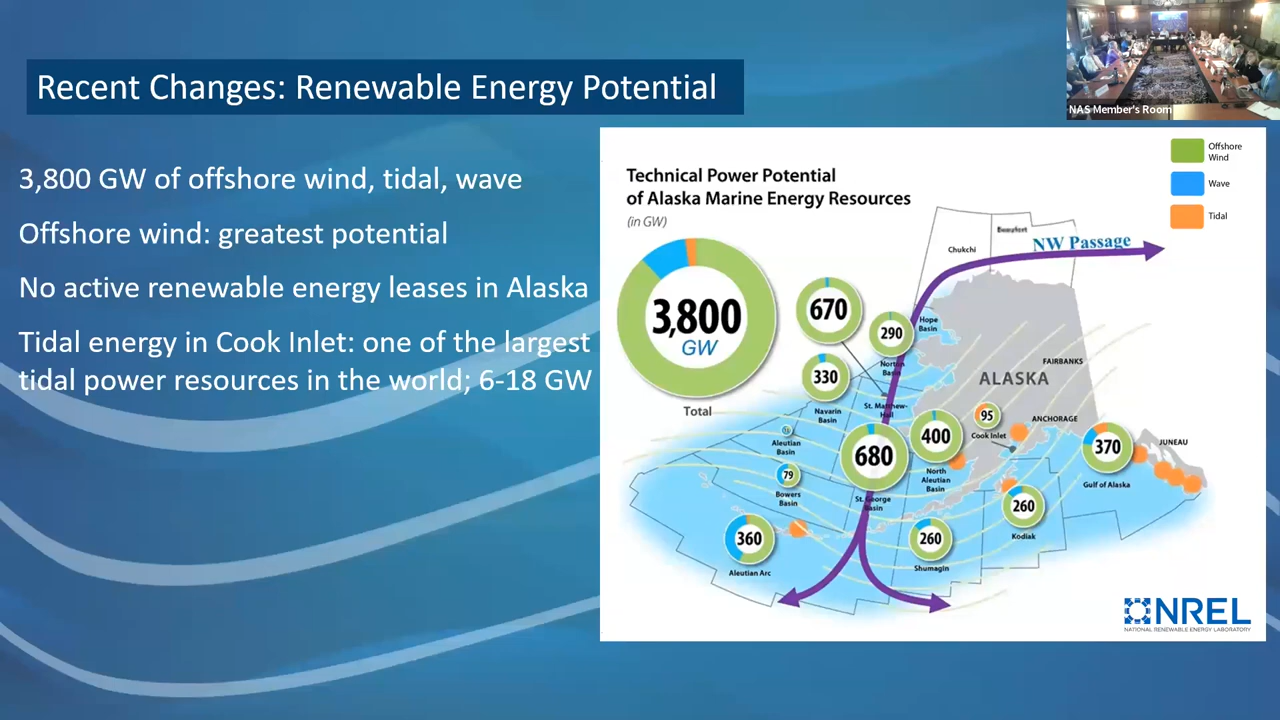 Recent Changes: Renewable Energy Potential
NAS Member's Room
3,800 GW of offshore wind, tidal, wave
Offshore wind: greatest potential
No active renewable energy leases in Alaska
Tidal energy in Cook Inlet: one of the largest
tidal power resources in the world; 6-18 GW
Technical Power Potential
of Alaska Marine Energy Resources
(in GW)
Offshore
Wind
Wave
Tidal
3,800
GW
Total
Chukchi
Beaufort
NW Passage
670
290
Hope
Basin
Norton
Basin
330
Navarin
Basin
St. Matthew-
Hall
FAIRBANKS
ALASKA
95
Cook Inlet
ANCHORAGE
Aleutian
Basin
680
St. George
Basin
400
North
Aleutian
Basin
370
Gulf of Alaska
JUNEAU
79
Bowers
Basin
260
Kodiak
360
Aleutian Arc
260
Shumagin
NREL
NATIONAL RENEWABLE ENERGY LABORATORY